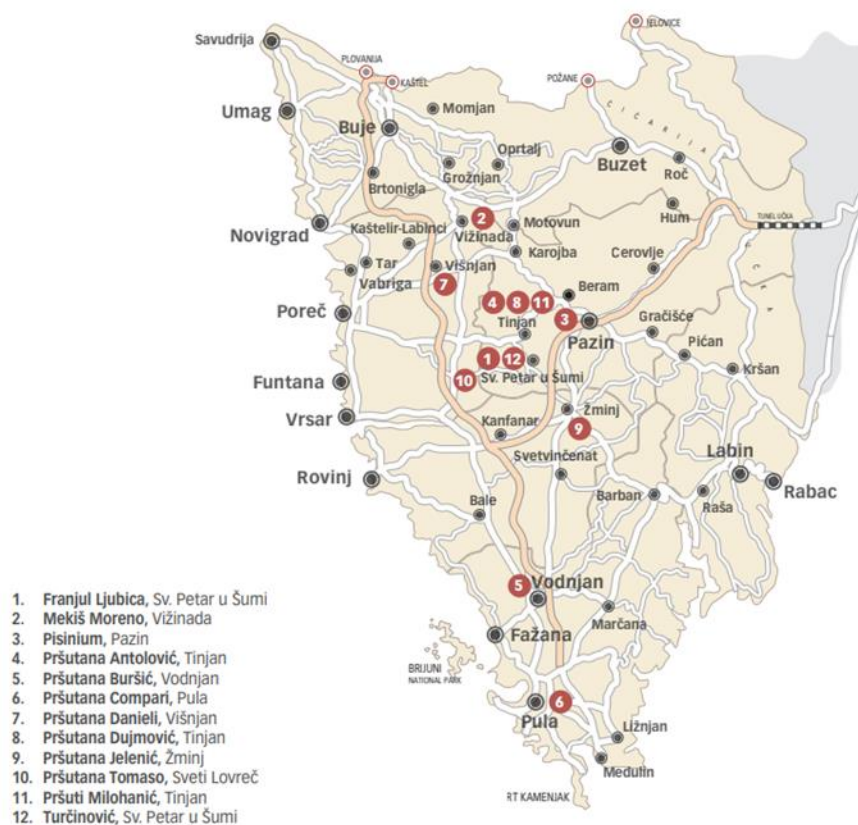 JELOVICE
Savudrija
PLOVANIJA
KAŠTEL
POŽANE
Umag
Momjan
ĆIĆARIJA
Buje
Oprtalj
Buzet
Grožnjan
Roč
Brtonigla
Hum
2
Novigrad
Motovun
TUNEL UČKA
Kaštelir-Labinci
Vižinada
Karojba
Cerovlje
UČKA
Tar
Višnjan
Vabriga
7
Beram
4 8 11
Poreč
3
Gračišće
Tinjan
Pazin
Pićan
1 12
Kršan
Funtana
10
Sv. Petar u Šumi
Vrsar
Žminj
Kanfanar
9
Labin
Svetvinčenat
Rovinj
Rabac
Bale
Barban
Raša
5
Vodnjan
Marčana
Fažana
BRIJUNI
NATIONAL PARK
6
Pula
Ližnjan
Medulin
RT KAMENJAK
1. Franjul Ljubica, Sv. Petar u Šumi
2. Mekiš Moreno, Vižinada
3. Pisinium, Pazin
4. Pršutana Antolović, Tinjan
5. Pršutana Buršić, Vodnjan
6. Pršutana Compari, Pula
7. Pršutana Danieli, Višnjan
8. Pršutana Dujmović, Tinjan
9. Pršutana Jelenić, Žminj
10. Pršutana Tomaso, Sveti Lovreč
11. Pršuti Milohanić, Tinjan
12. Turčinović, Sv. Petar u Šumi